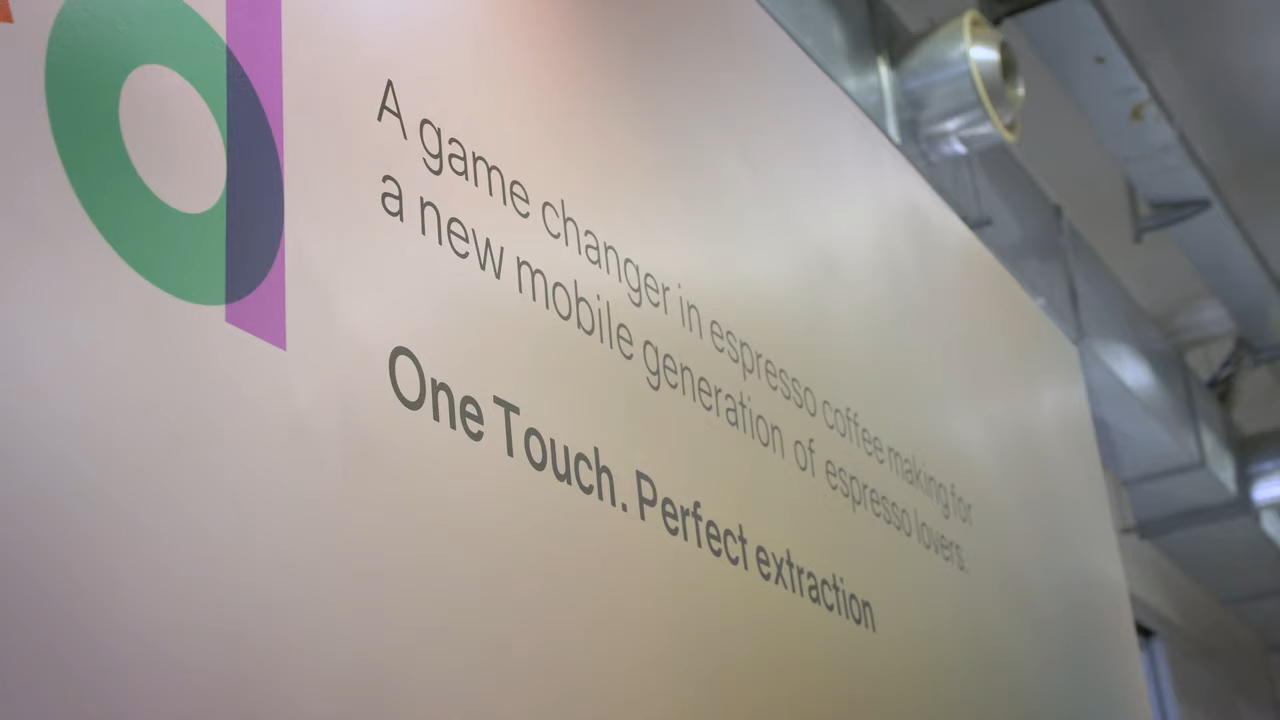 d
A game changer in espresso coffee making for
a new mobile generation of espresso lovers.
One Touch. Perfect extraction